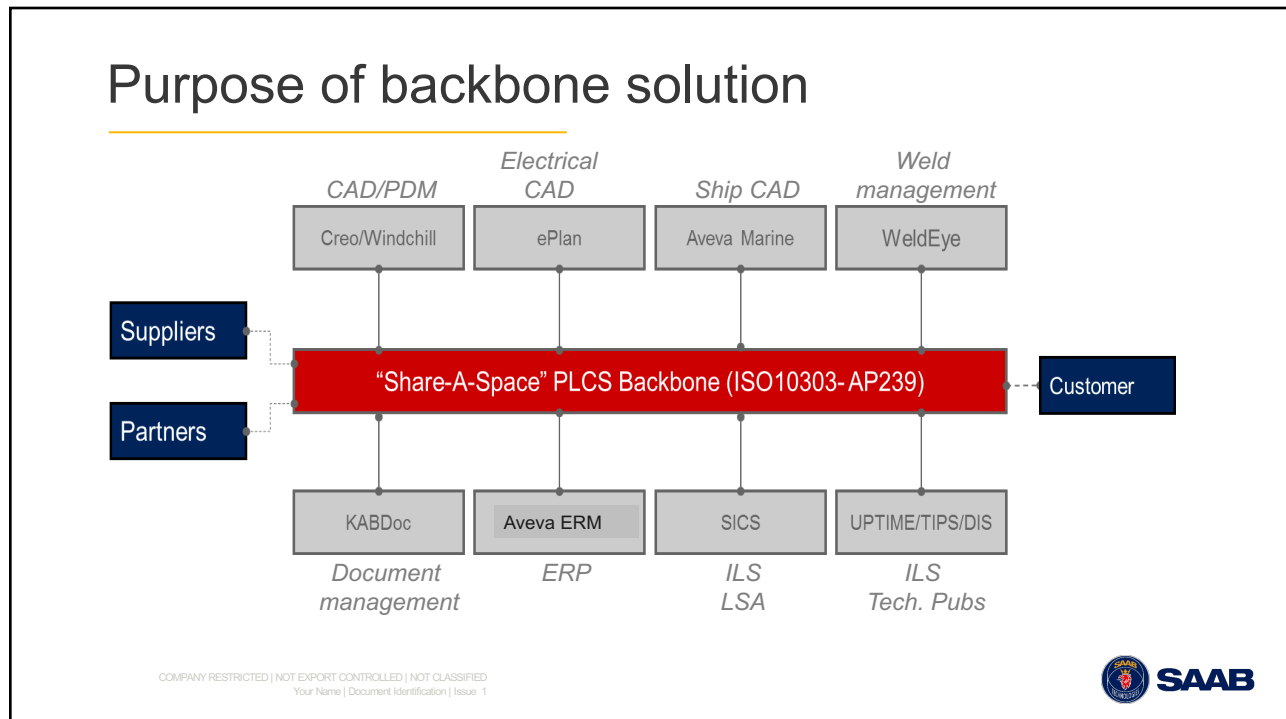 Purpose of backbone solution
CAD/PDM
Electrical
CAD
Ship CAD
Weld
management
Creo/Windchill
ePlan
Aveva Marine
WeldEye
Suppliers
Partners
“Share-A-Space” PLCS Backbone (ISO10303- AP239)
Customer
KABDoc
Aveva ERM
SICS
UPTIME/TIPS/DIS
Document
management
ERP
ILS
LSA
ILS
Tech. Pubs
COMPANY RESTRICTED | NOT EXPORT CONTROLLED | NOT CLASSIFIED
Your Name | Document Identification | Issue 1
SAAB
SAAB